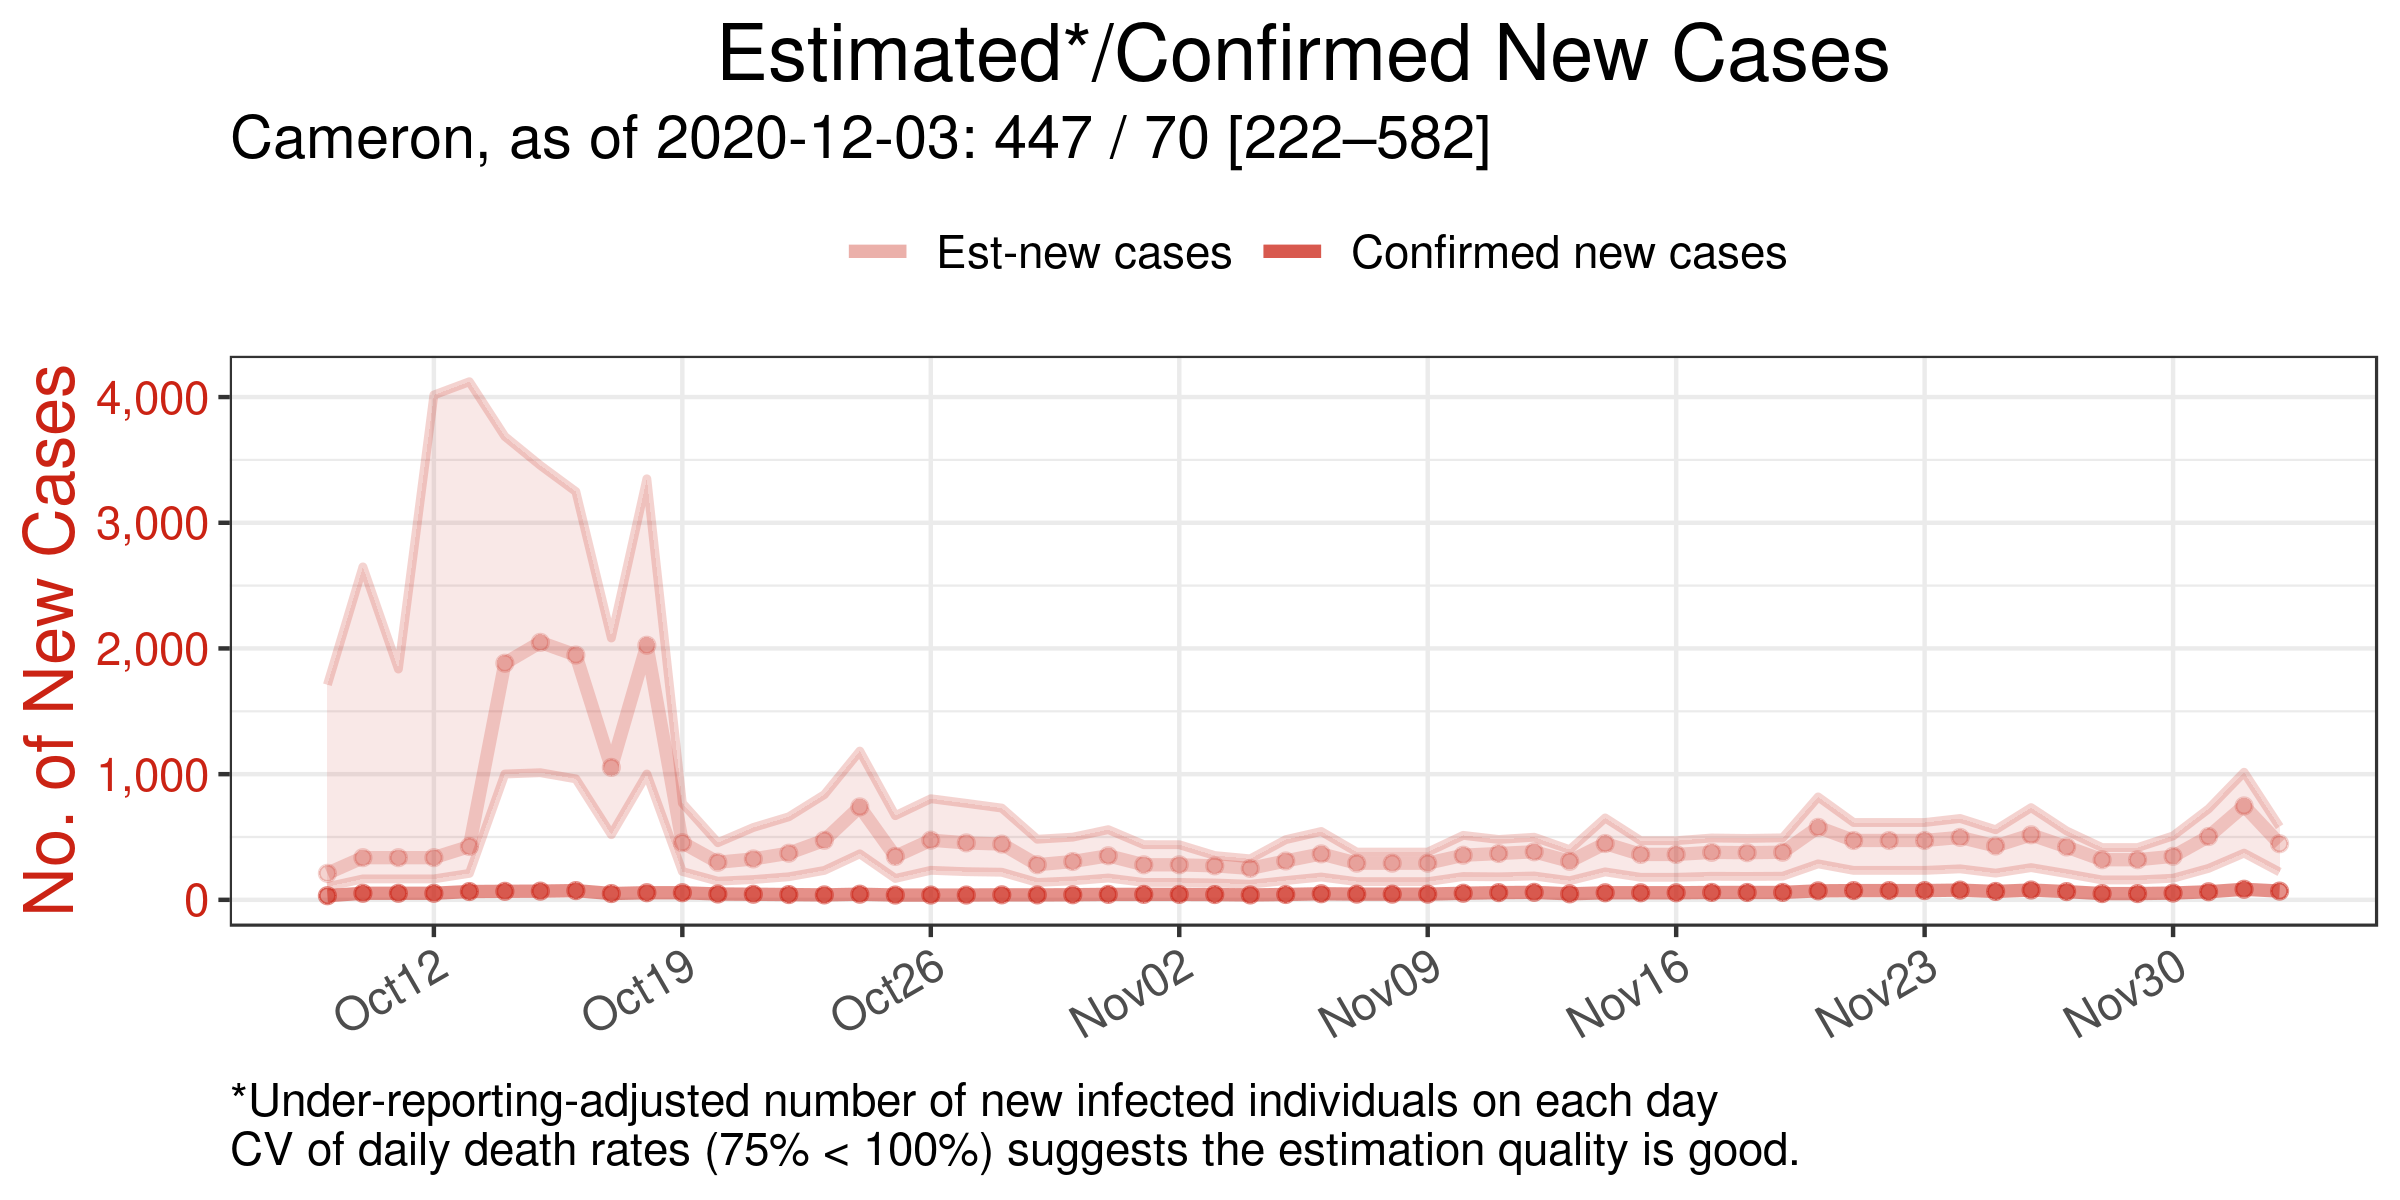 Estimated*/Confirmed New Cases
Cameron, as of 2020-12-03: 447 / 70 [222–582]
Est-new cases
Confirmed new cases
No. of New Cases
4,000
3,000
2,000
1,000
0
Oct12
Oct19
Oct26
Nov02
Nov09
Nov16
Nov23
Nov30
*Under-reporting-adjusted number of new infected individuals on each day
CV of daily death rates (75% < 100%) suggests the estimation quality is good.